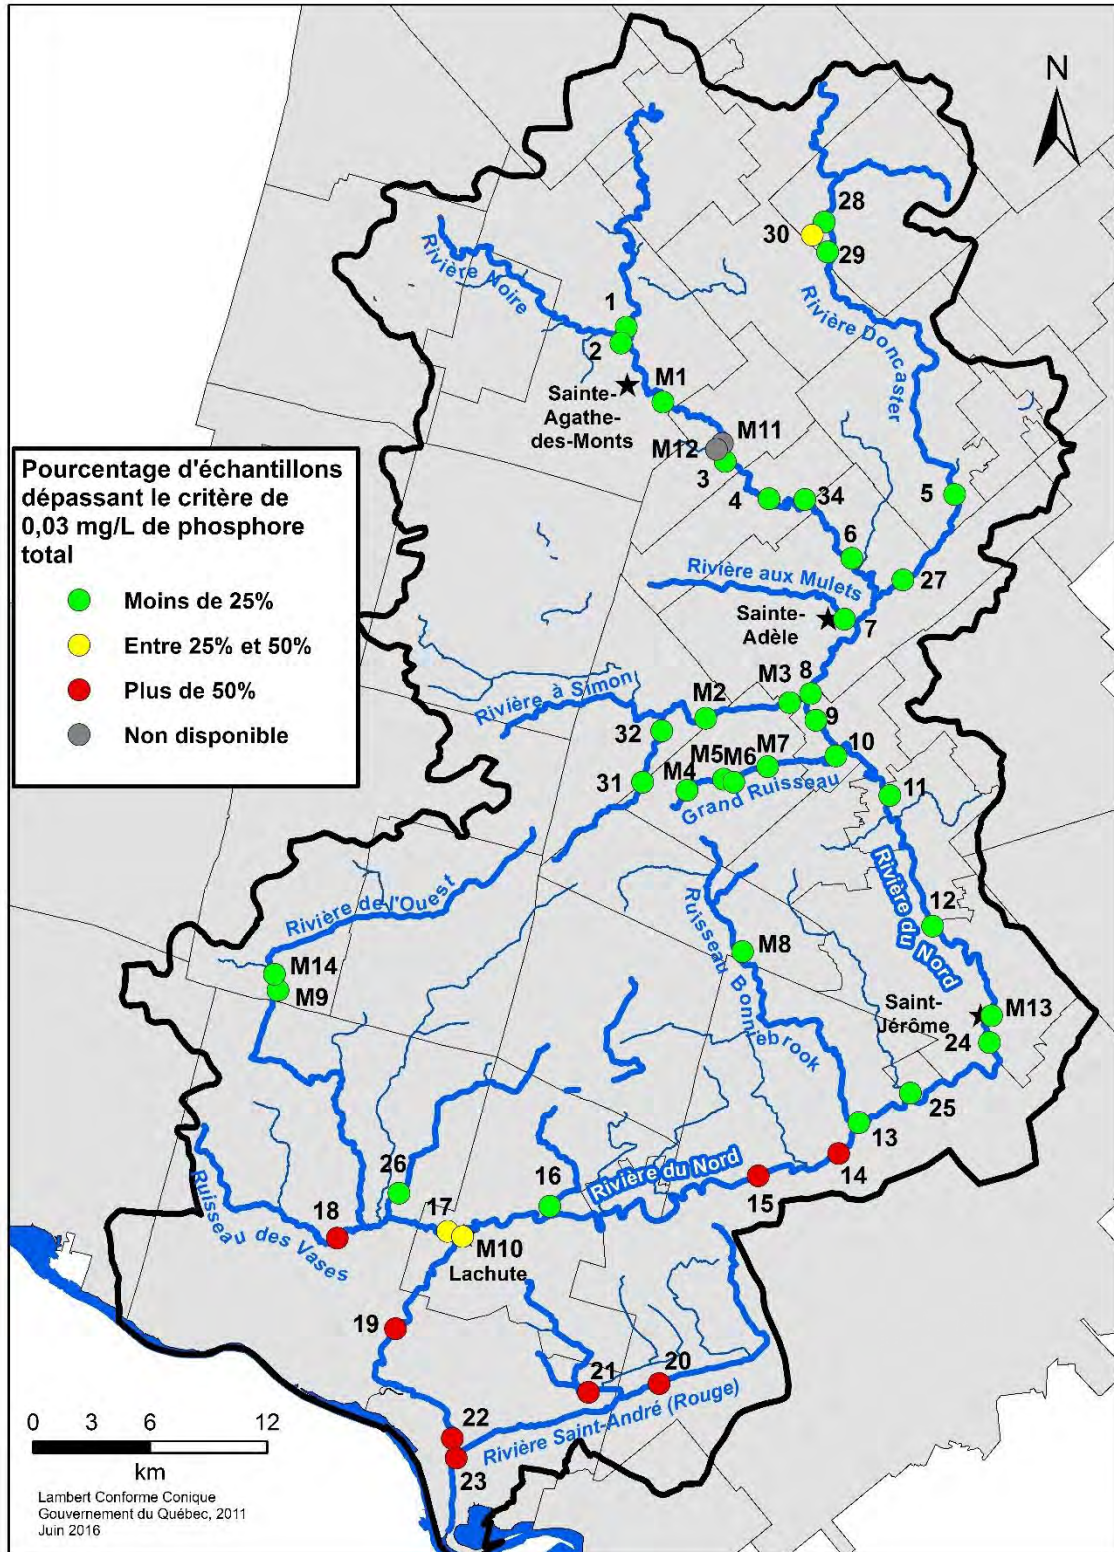 N
28
30
29
Rivière Doncaster
Rivière Noire
1
2
Sainte-
Agathe-
des-Monts
M1
M11
M12
3
4
34
5
6
27
Rivière aux Mulets
Sainte-
Adèle
7
Pourcentage d'échantillons
dépassant le critère de
0,03 mg/L de phosphore
total
Moins de 25%
Entre 25% et 50%
Plus de 50%
Non disponible
8
M3
M2
Rivière à Simon
9
32
10
M7
M6
M5
M4
31
Grand Ruisseau
11
Rivière du Nord
12
Rivière de l'Ouest
Ruisseau Bonniebrook
M8
M14
M9
Saint-
Jérôme
M13
24
25
13
14
15
Rivière du Nord
16
26
17
M10
Lachute
18
Ruisseau des Vases
19
21
20
Rivière Saint-André (Rouge)
22
23
0 3 6 12
km
Lambert Conforme Conique
Gouvernement du Québec, 2011
Juin 2016